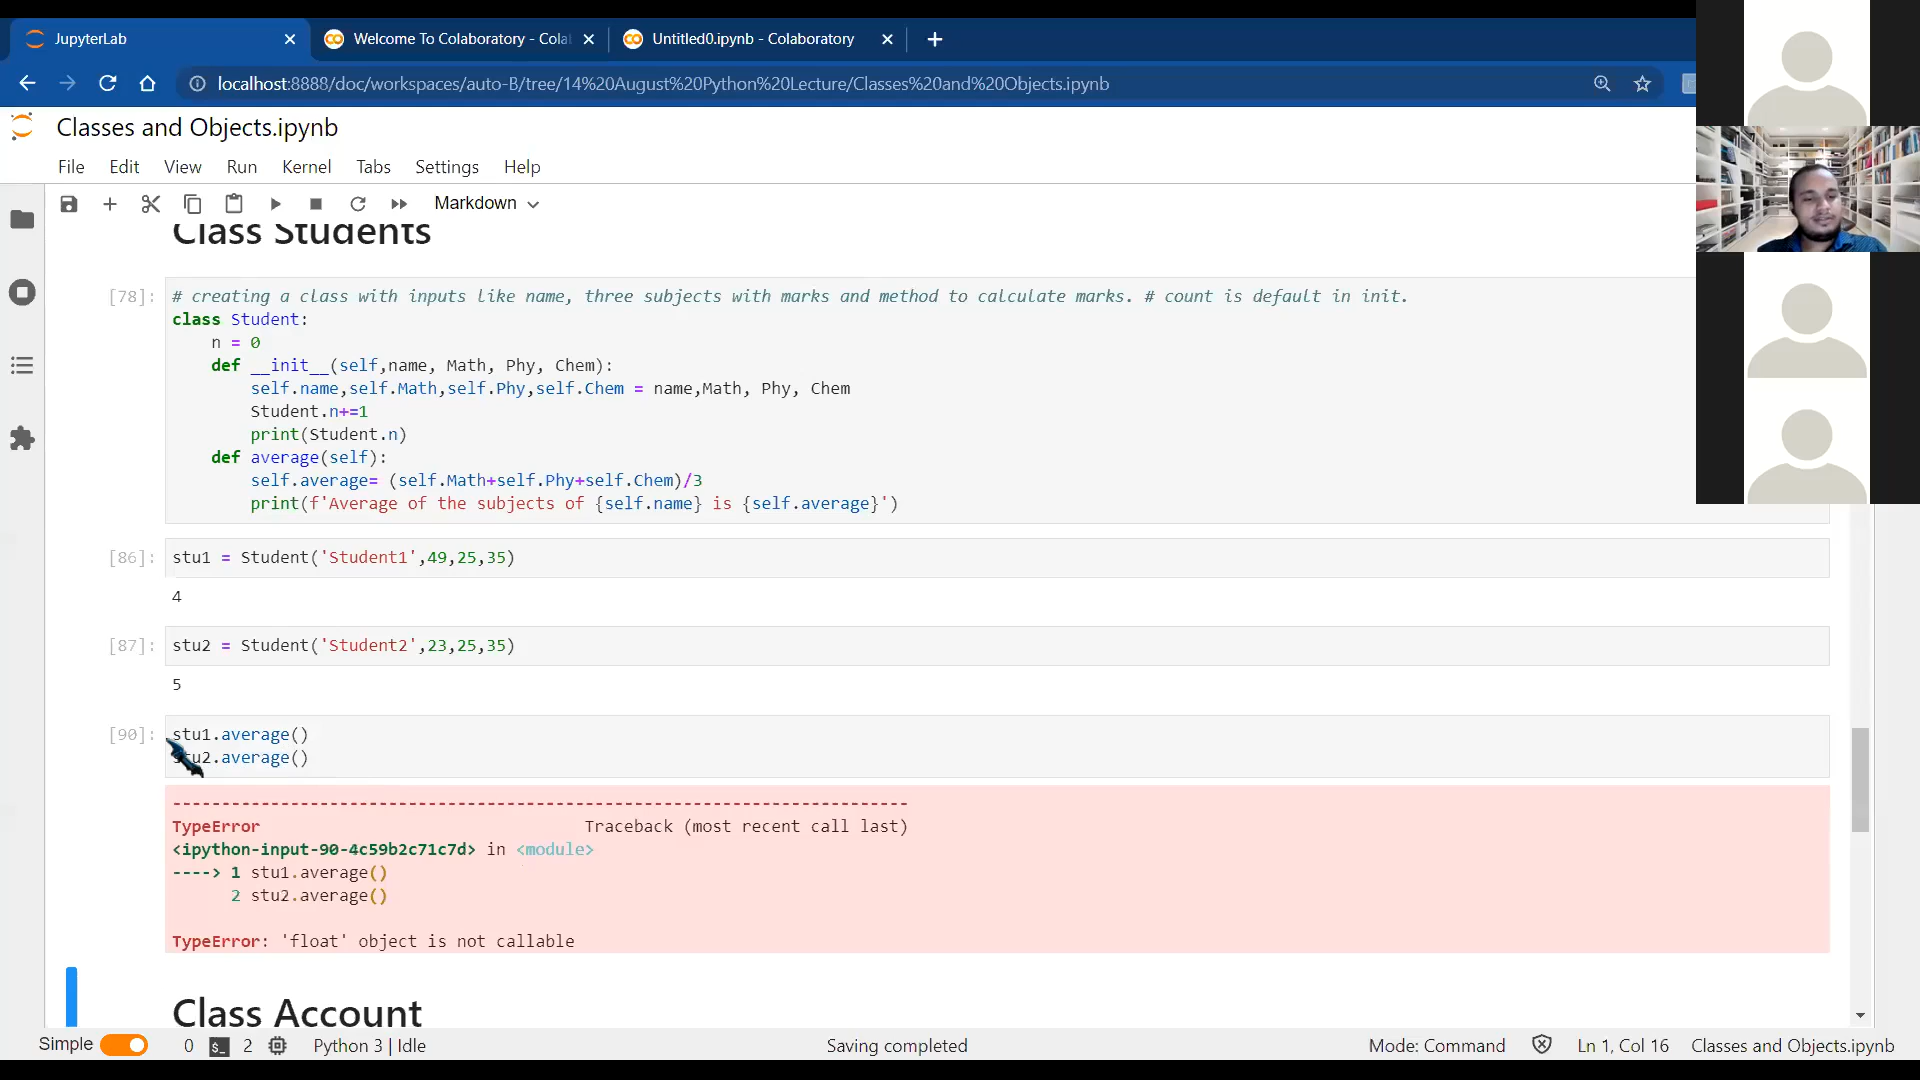 JupyterLab
Welcome To Colaboratory - Cola
Untitled0.ipynb - Colaboratory
localhost:8888/doc/workspaces/auto-B/tree/14%20August%20Python%20Lecture/Classes%20and%20Objects.ipynb
Classes and Objects.ipynb
File Edit View Run Kernel Tabs Settings Help
Markdown
Class Students
[78]: # creating a class with inputs like name, three subjects with marks and method to calculate marks. # count is default in init.
class Student:
n = 0
def __init__(self,name, Math, Phy, Chem):
self.name,self.Math,self.Phy,self.Chem = name,Math, Phy, Chem
Student.n+=1
print(Student.n)
def average(self):
self.average= (self.Math+self.Phy+self.Chem)/3
print(f'Average of the subjects of {self.name} is {self.average}')
[86]: stu1 = Student('Student1',49,25,35)
4
[87]: stu2 = Student('Student2',23,25,35)
5
[90]: stu1.average()
stu2.average()
---------------------------------------------------------------------------
TypeError Traceback (most recent call last)
<ipython-input-90-4c59b2c71c7d> in <module>
----> 1 stu1.average()
2 stu2.average()
TypeError: 'float' object is not callable
Class Account
Simple 0 $_ 2 Python 3 | Idle Saving completed Mode: Command Ln 1, Col 16 Classes and Objects.ipynb